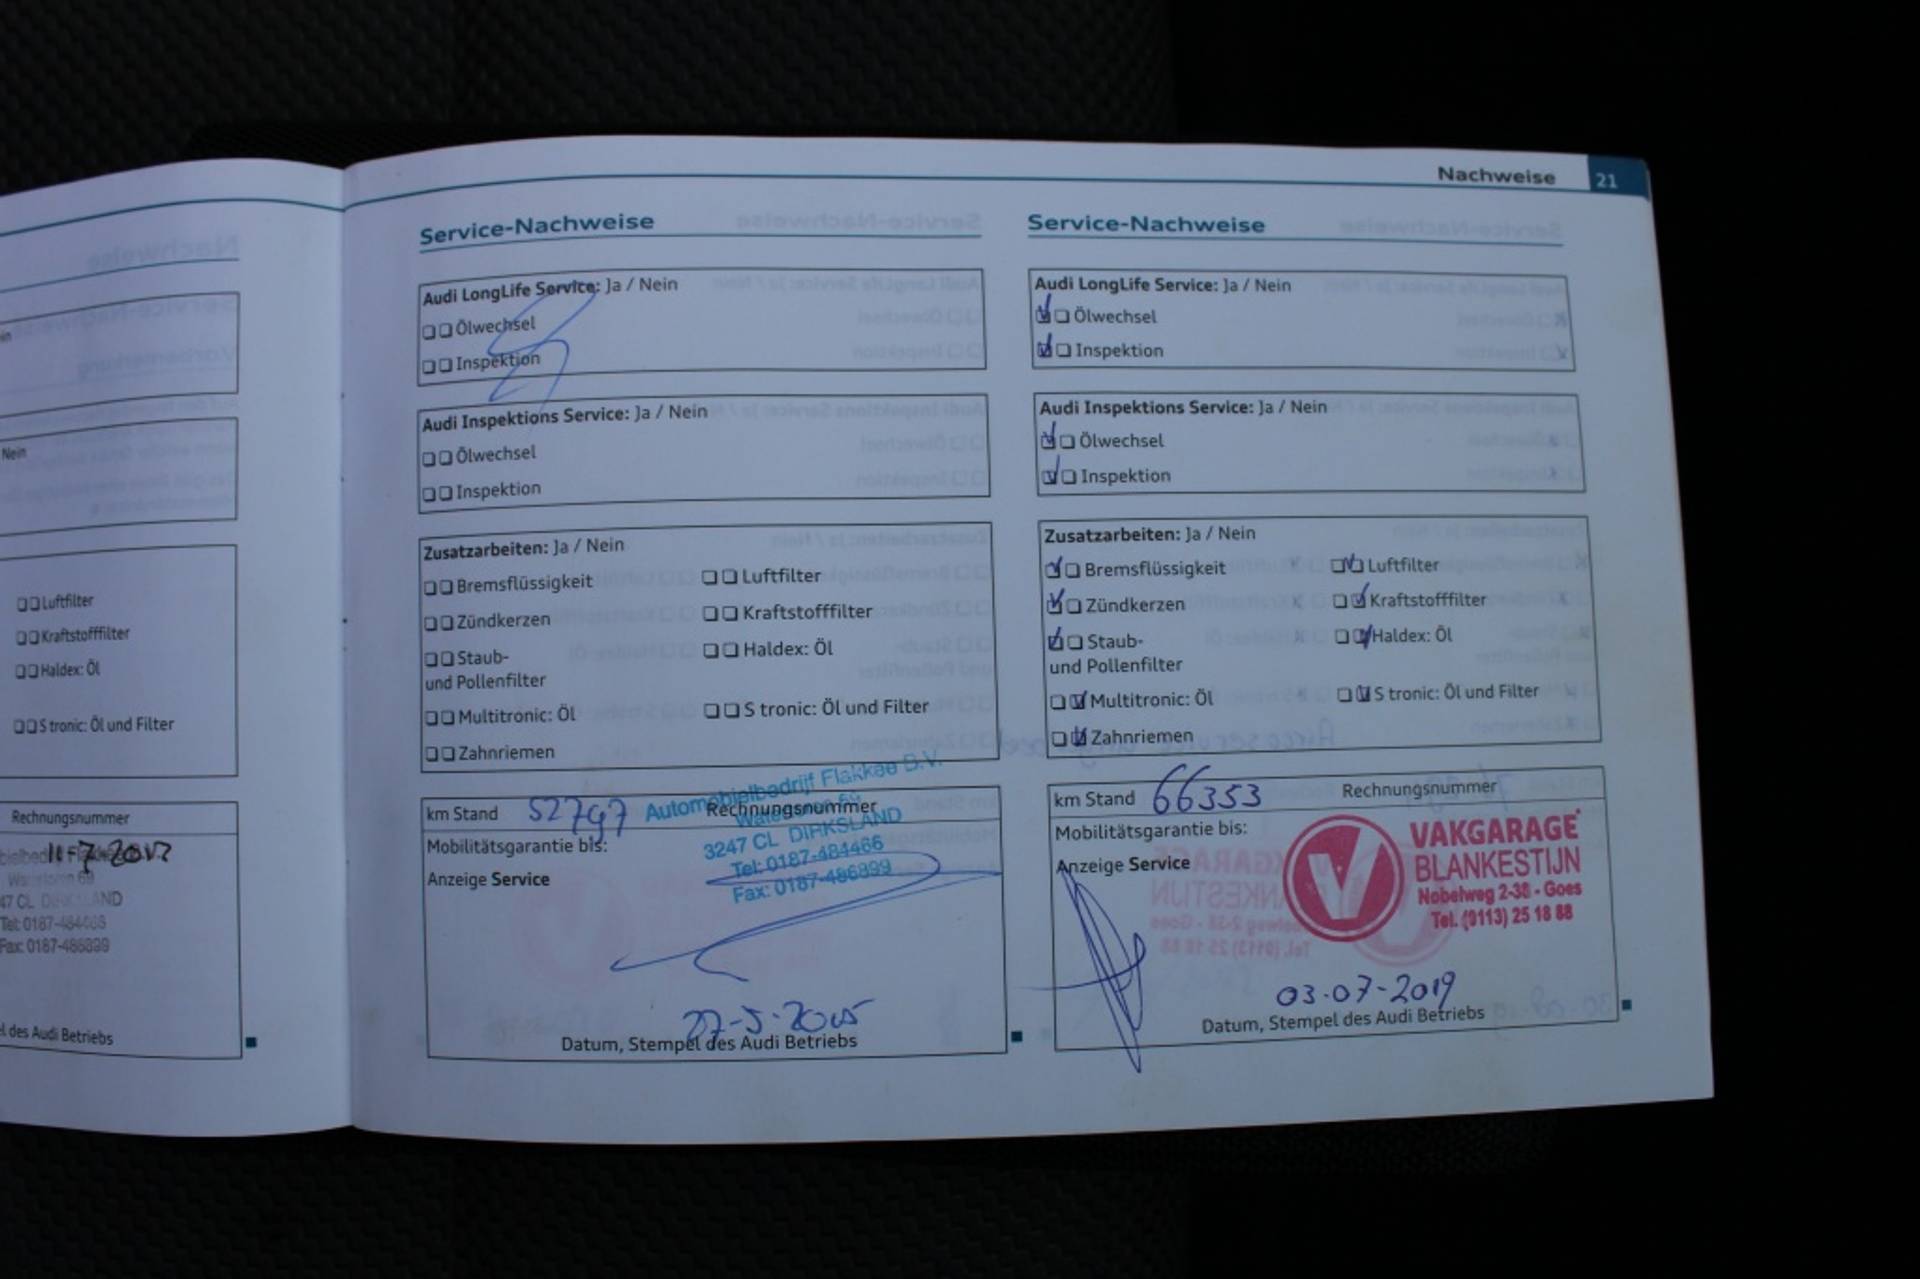 Nachweise 21
Nein
Luftfilter
Kraftstofffilter
Haldex: Öl
S tronic: Öl und Filter
Rechnungsnummer
11-7-2017
Tel: 0187-484466
Fax: 0187-486899
des Audi Betriebs
Service-Nachweise
Audi LongLife Service: Ja / Nein
Ölwechsel
Inspektion
Audi Inspektions Service: Ja / Nein
Ölwechsel
Inspektion
Zusatzarbeiten: Ja / Nein
Bremsflüssigkeit Luftfilter
Zündkerzen Kraftstofffilter
Staub- Haldex: Öl
und Pollenfilter
Multitronic: Öl S tronic: Öl und Filter
Zahnriemen
km Stand 52797 Rechnungsnummer
Automobielbedrijf Flakkee B.V.
3247 CL DIRKSLAND
Tel: 0187-484466
Fax: 0187-486899
Mobilitätsgarantie bis:
Anzeige Service
Datum, Stempel des Audi Betriebs
Service-Nachweise
Audi LongLife Service: Ja / Nein
Ölwechsel
Inspektion
Audi Inspektions Service: Ja / Nein
Ölwechsel
Inspektion
Zusatzarbeiten: Ja / Nein
Bremsflüssigkeit Luftfilter
Zündkerzen Kraftstofffilter
Staub- Haldex: Öl
und Pollenfilter
Multitronic: Öl S tronic: Öl und Filter
Zahnriemen
km Stand 66353 Rechnungsnummer
Mobilitätsgarantie bis:
Anzeige Service
VAKGARAGE
BLANKESTIJN
Nobelweg 2-38 - Goes
Tel. (0113) 25 18 88
03-07-2019
Datum, Stempel des Audi Betriebs